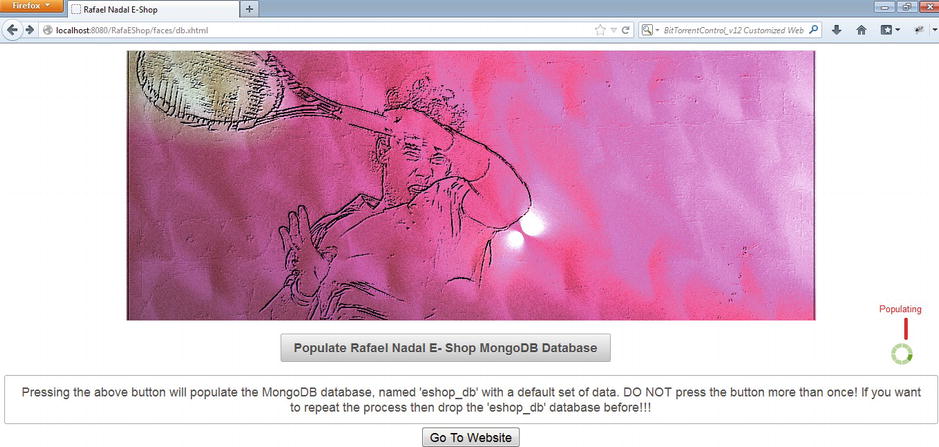 Firefox
Rafael Nadal E-Shop
localhost:8080/RafaEShop/faces/db.xhtml
BitTorrentControl_v12 Customized Web
Populating
Populate Rafael Nadal E- Shop MongoDB Database
Pressing the above button will populate the MongoDB database, named 'eshop_db' with a default set of data. DO NOT press the button more than once! If you want
to repeat the process then drop the 'eshop_db' database before!!!
Go To Website